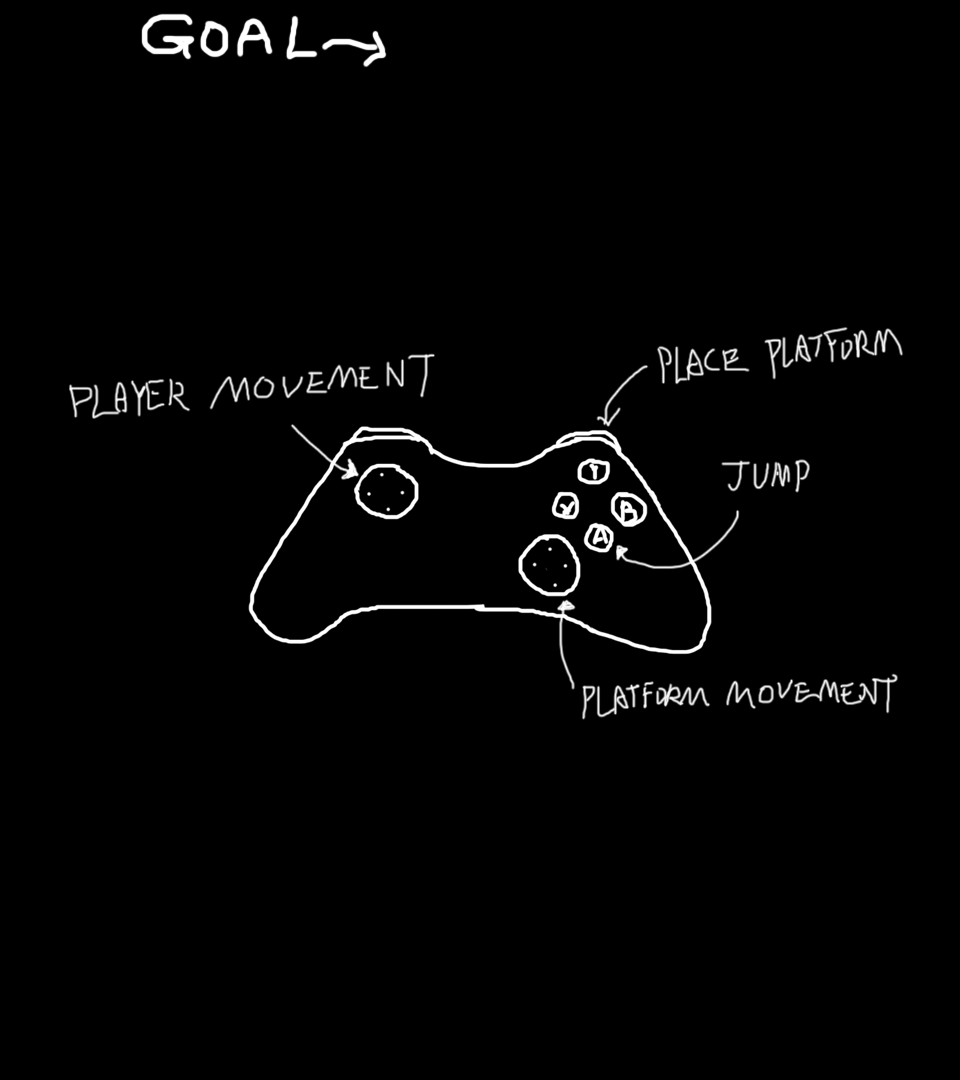 GOAL→
PLACE PLATFORM
PLAYER MOVEMENT
JUMP
Y
X
B
A
PLATFORM MOVEMENT